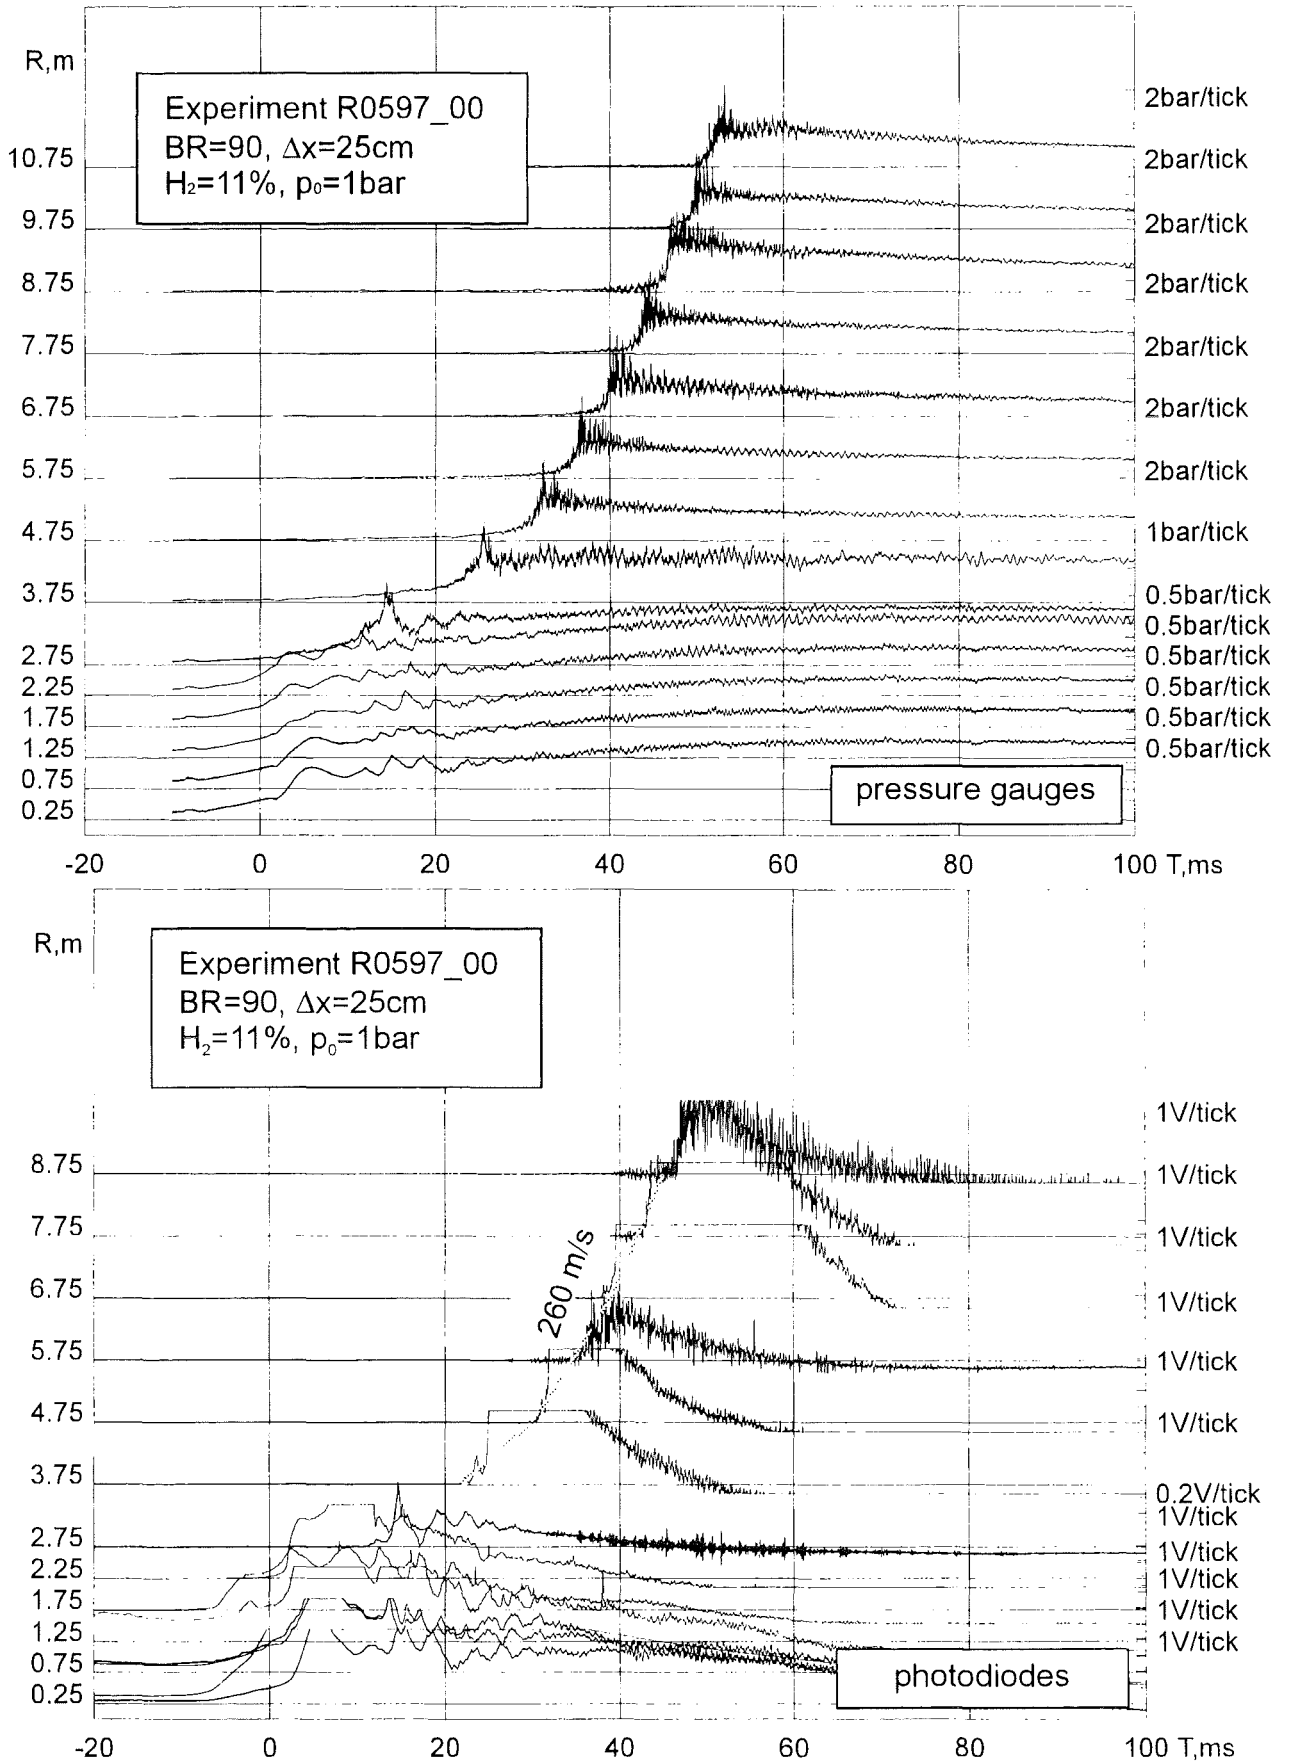 R,m
Experiment R0597_00
BR=90, Δx=25cm
H₂=11%, p₀=1bar
10.75
9.75
8.75
7.75
6.75
5.75
4.75
3.75
2.75
2.25
1.75
1.25
0.75
0.25
2bar/tick
2bar/tick
2bar/tick
2bar/tick
2bar/tick
2bar/tick
2bar/tick
1bar/tick
0.5bar/tick
0.5bar/tick
0.5bar/tick
0.5bar/tick
0.5bar/tick
0.5bar/tick
pressure gauges
-20 0 20 40 60 80 100 T,ms
R,m
Experiment R0597_00
BR=90, Δx=25cm
H₂=11%, p₀=1bar
8.75
7.75
6.75
5.75
4.75
3.75
2.75
2.25
1.75
1.25
0.75
0.25
260 m/s
1V/tick
1V/tick
1V/tick
1V/tick
1V/tick
1V/tick
0.2V/tick
1V/tick
1V/tick
1V/tick
1V/tick
1V/tick
photodiodes
-20 0 20 40 60 80 100 T,ms